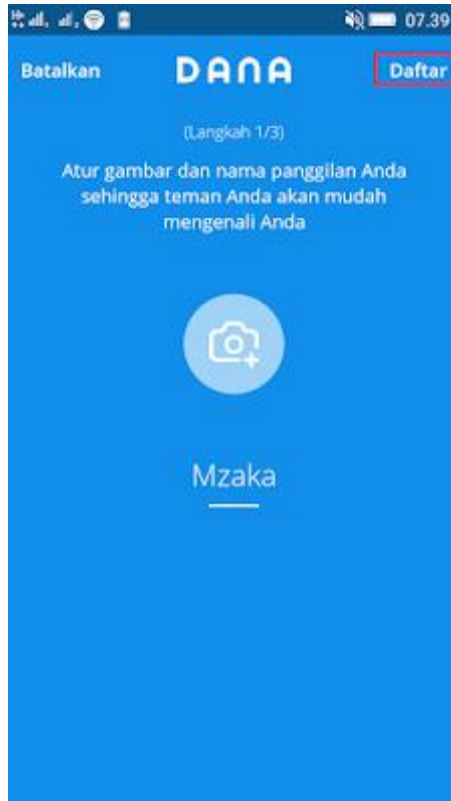 07.39
Batalkan
DANA
Daftar
(Langkah 1/3)
Atur gambar dan nama panggilan Anda
sehingga teman Anda akan mudah
mengenali Anda
Mzaka